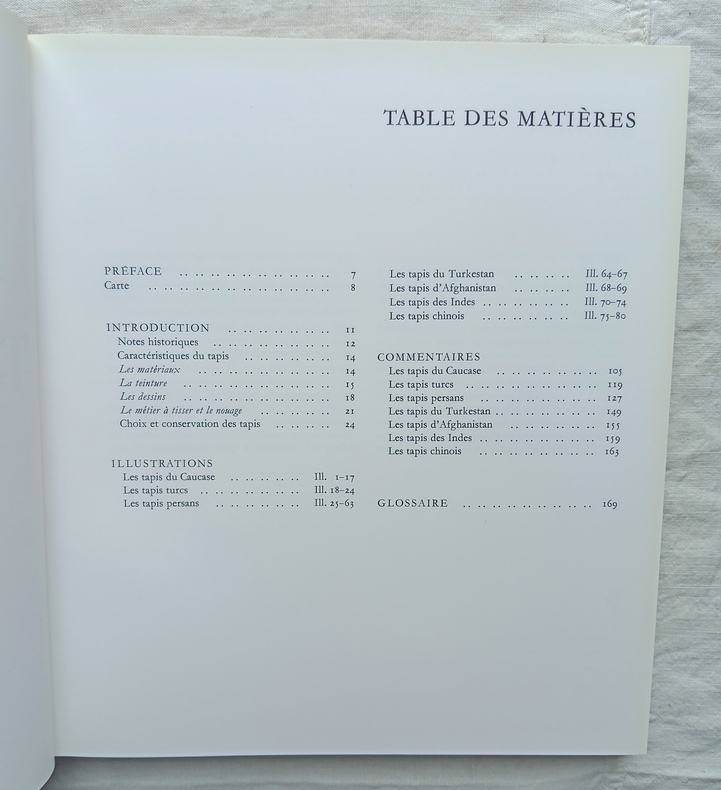 TABLE DES MATIÈRES
PRÉFACE .. .. .. .. .. .. .. .. .. .. 7
Carte .. .. .. .. .. .. .. .. .. .. .. .. 8
INTRODUCTION .. .. .. .. .. .. .. 11
Notes historiques .. .. .. .. .. .. .. .. 12
Caractéristiques du tapis .. .. .. .. .. .. 14
Les matériaux .. .. .. .. .. .. .. .. .. 14
La teinture .. .. .. .. .. .. .. .. .. .. 15
Les dessins .. .. .. .. .. .. .. .. .. .. 18
Le métier à tisser et le nouage .. .. .. .. .. 21
Choix et conservation des tapis .. .. .. .. 24
ILLUSTRATIONS
Les tapis du Caucase .. .. .. .. .. Ill. 1–17
Les tapis turcs .. .. .. .. .. .. .. Ill. 18–24
Les tapis persans .. .. .. .. .. .. Ill. 25–63
Les tapis du Turkestan .. .. .. .. Ill. 64–67
Les tapis d'Afghanistan .. .. .. .. Ill. 68–69
Les tapis des Indes .. .. .. .. .. .. Ill. 70–74
Les tapis chinois .. .. .. .. .. .. Ill. 75–80
COMMENTAIRES
Les tapis du Caucase .. .. .. .. .. .. .. 105
Les tapis turcs .. .. .. .. .. .. .. .. .. 119
Les tapis persans .. .. .. .. .. .. .. .. 127
Les tapis du Turkestan .. .. .. .. .. .. .. 149
Les tapis d'Afghanistan .. .. .. .. .. .. 155
Les tapis des Indes .. .. .. .. .. .. .. .. 159
Les tapis chinois .. .. .. .. .. .. .. .. 163
GLOSSAIRE .. .. .. .. .. .. .. .. .. 169